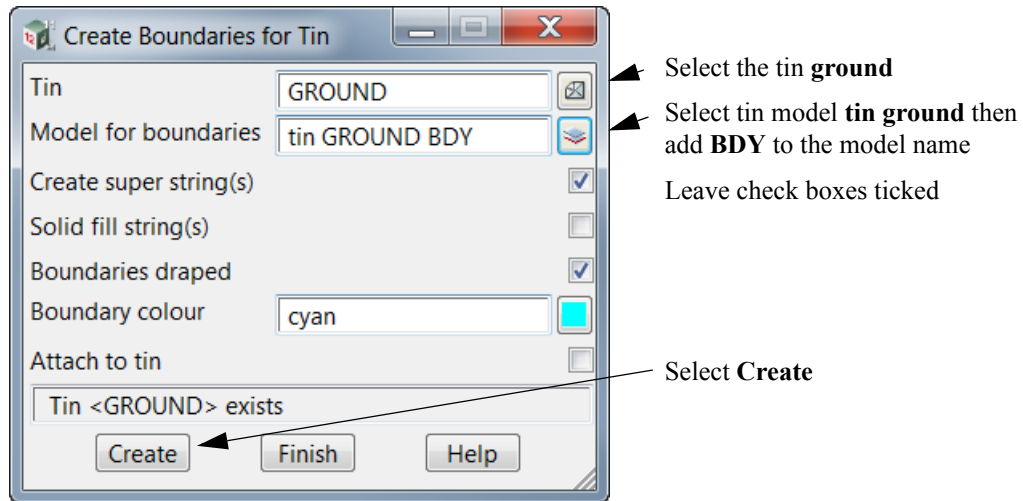 Create Boundaries for Tin
Tin
GROUND
Select the tin ground
Model for boundaries
tin GROUND BDY
Select tin model tin ground then
add BDY to the model name
Create super string(s)
Leave check boxes ticked
Solid fill string(s)
Boundaries draped
Boundary colour
cyan
Attach to tin
Select Create
Tin <GROUND> exists
Create
Finish
Help